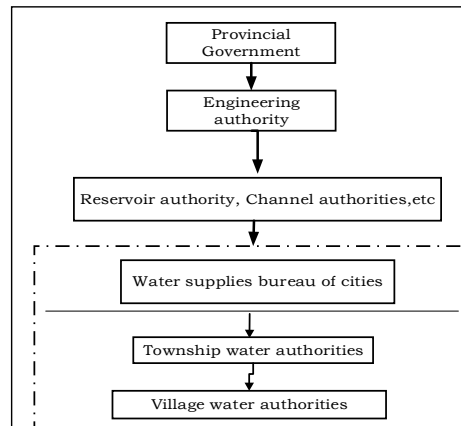 Provincial
Government
Engineering
authority
Reservoir authority, Channel authorities,etc
Water supplies bureau of cities
Township water authorities
Village water authorities